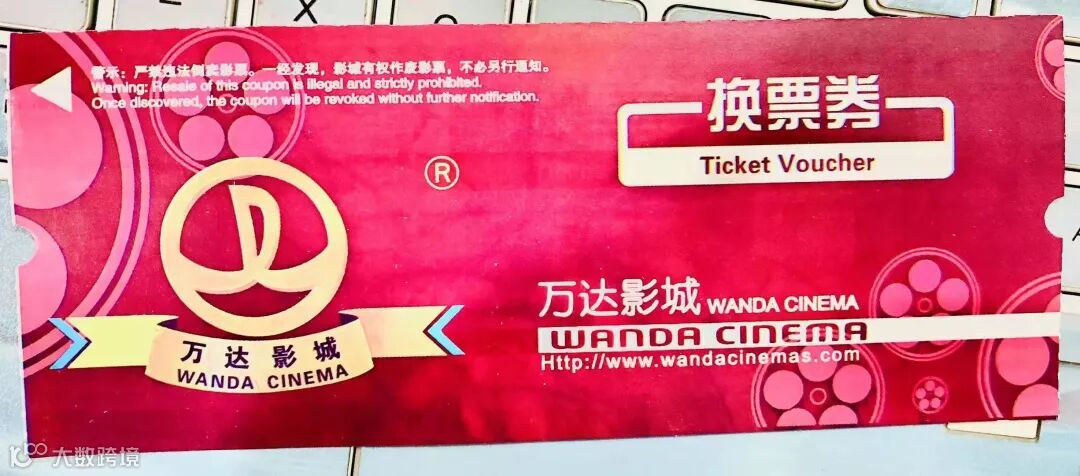 警示：严禁违法倒卖影票。一经发现，影城有权作废影票，不必另行通知。
Warning: Resale of this coupon is illegal and strictly prohibited.
Once discovered, the coupon will be revoked without further notification.
换票券
Ticket Voucher
®
万达影城
WANDA CINEMA
万达影城 WANDA CINEMA
WANDA CINEMA
Http://www.wandacinemas.com
大数跨境